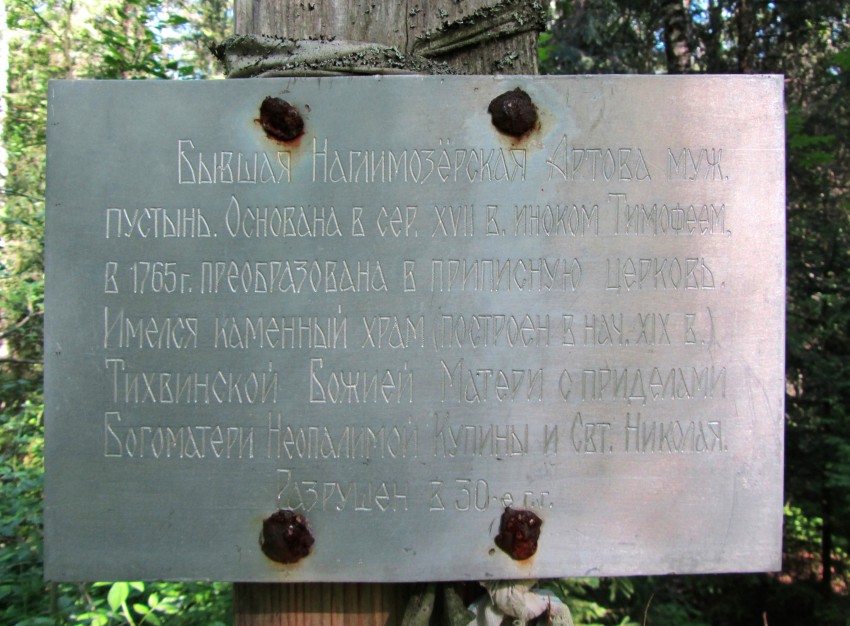 Бывшая Наглимозёрская Артова муж.
пустынь. Основана в сер. XVII в. иноком Тимофеем,
в 1765г. преобразована в приписную церковь.
Имелся каменный храм (построен в нач. XIX в.)
Тихвинской Божией Матери с приделами
Богоматери Неопалимой Купины и Свт. Николая.
Разрушен в 30-е г.г.